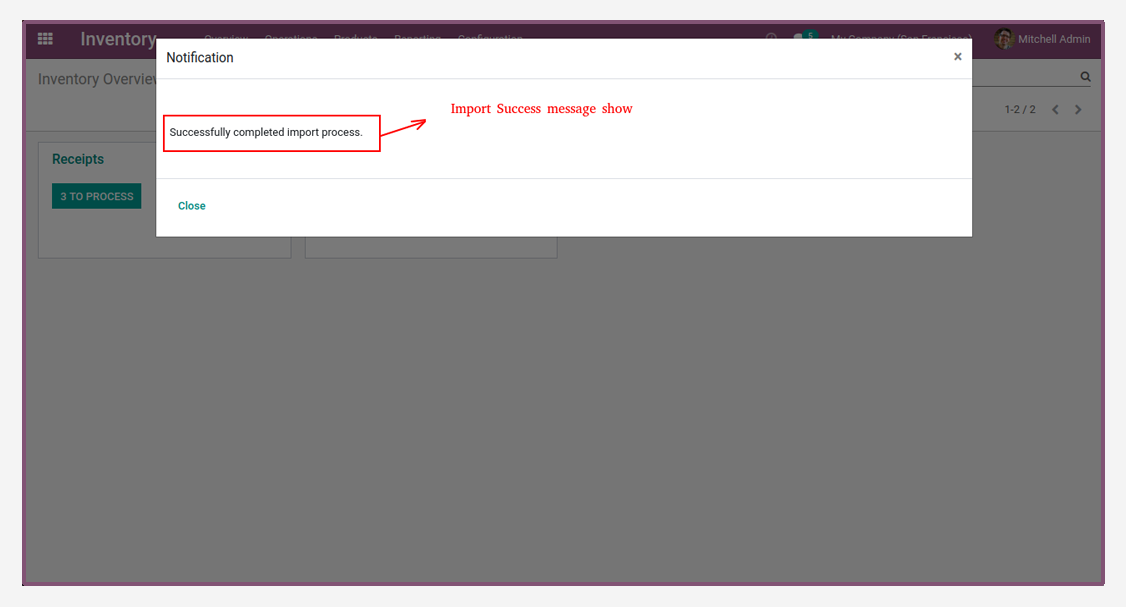 Inventory Overview Operations Products Reporting Configuration 5 My Company (San Francisco) Mitchell Admin
Notification ×
Inventory Overview
Import Success message show
1-2 / 2
Successfully completed import process.
Receipts
3 TO PROCESS
Close